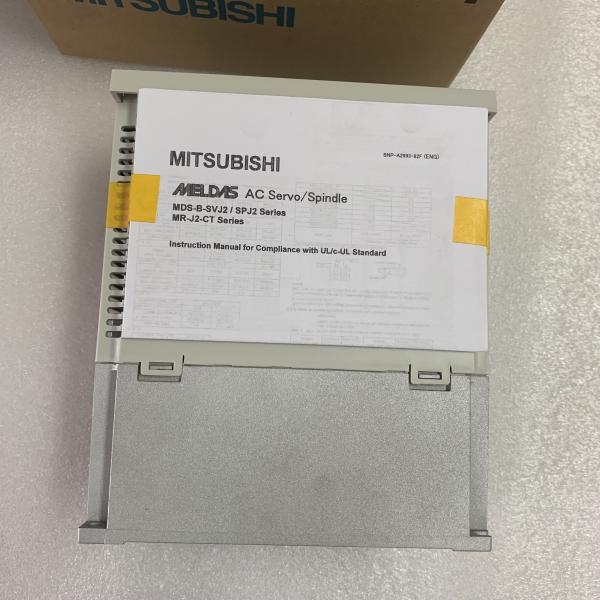 MITSUBISHI
BNP-A2993-82F (ENG)
MITSUBISHI
MELDAS AC Servo/Spindle
MDS-B-SVJ2 / SPJ2 Series
MR-J2-CT Series
Instruction Manual for Compliance with UL/c-UL Standard